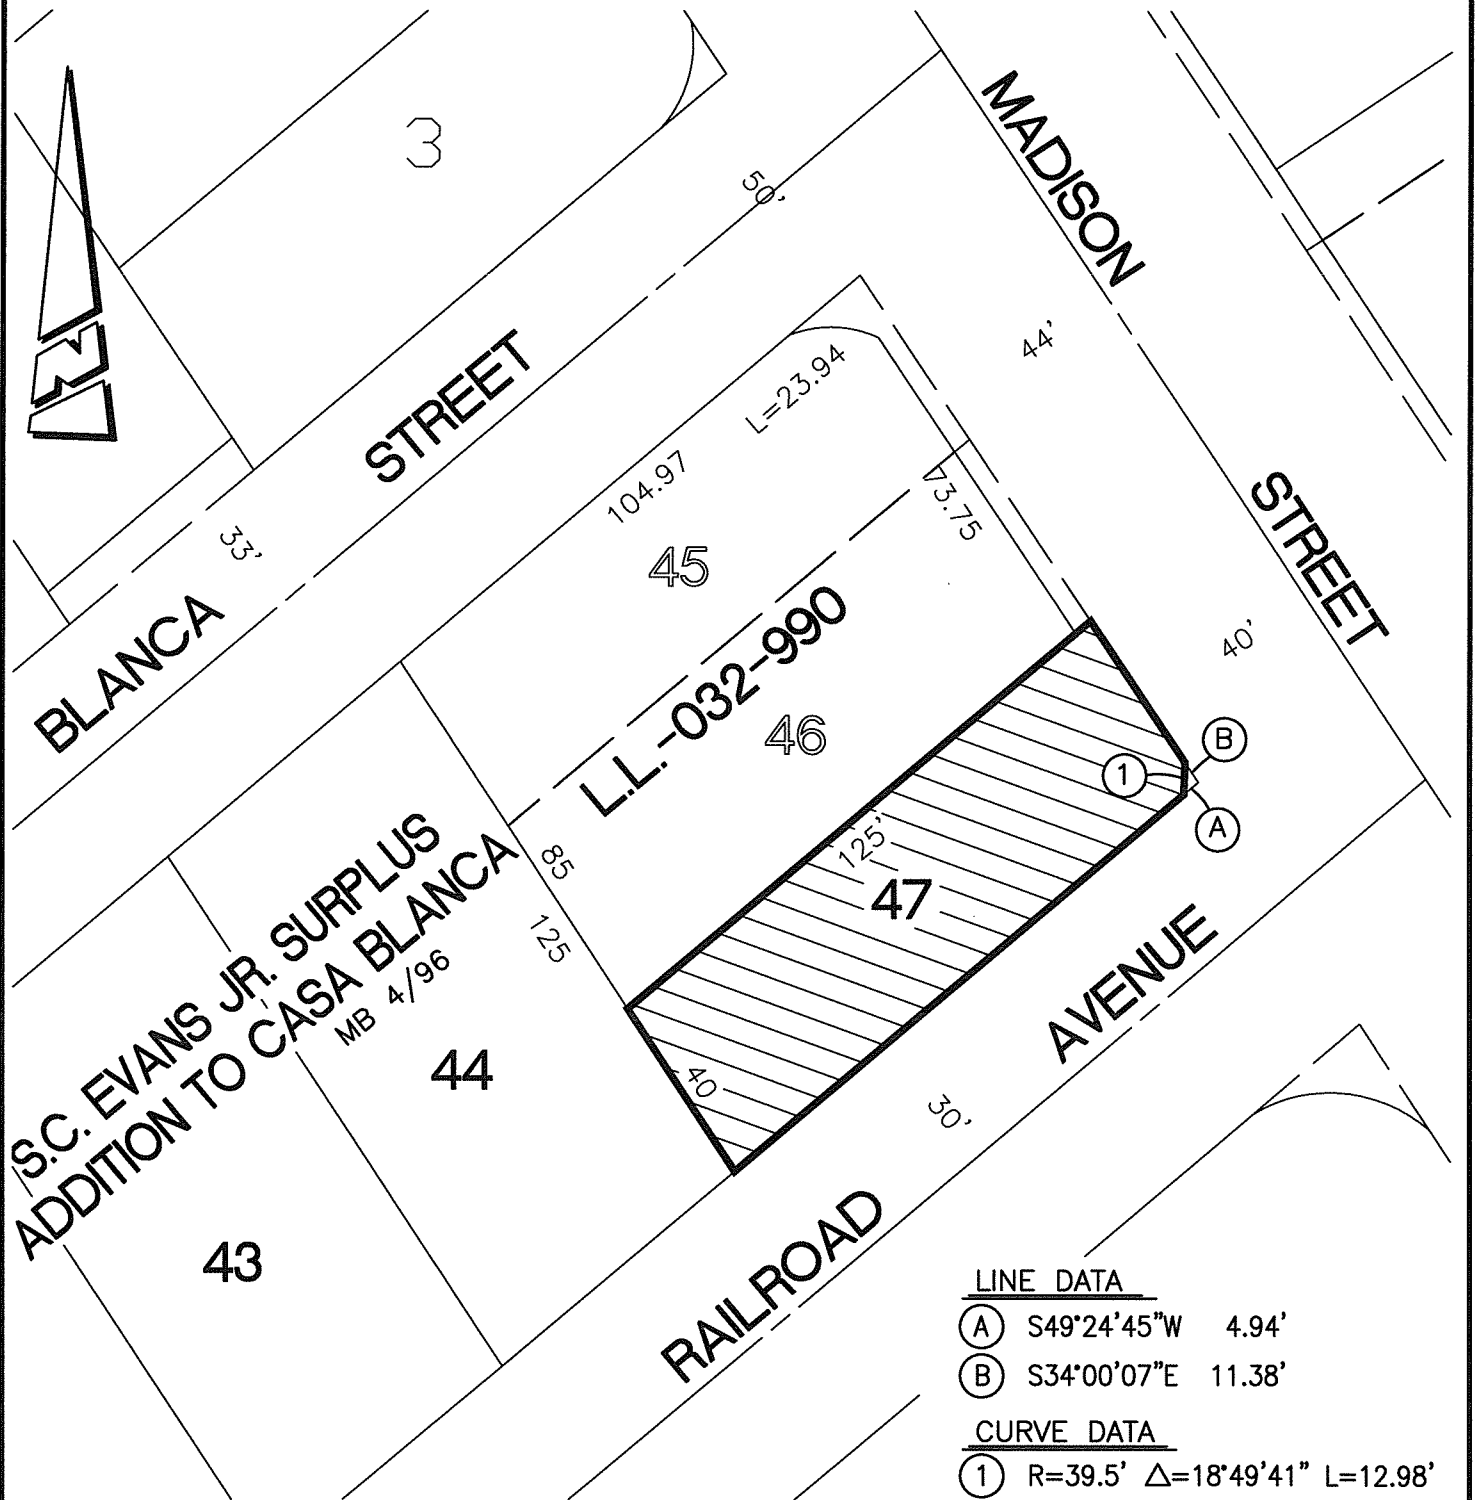 3
N
50'
MADISON
44'
STREET
L=23.94
104.97
73.75
STREET
33'
45
BLANCA
L.L.-032-990
40'
46
B
1
A
125'
47
85
125
S.C. EVANS JR. SURPLUS
ADDITION TO CASA BLANCA
MB 4/96
44
40
AVENUE
30'
43
RAILROAD
LINE DATA
A S49°24'45"W 4.94'
B S34°00'07"E 11.38'
CURVE DATA
1 R=39.5' Δ=18°49'41" L=12.98'